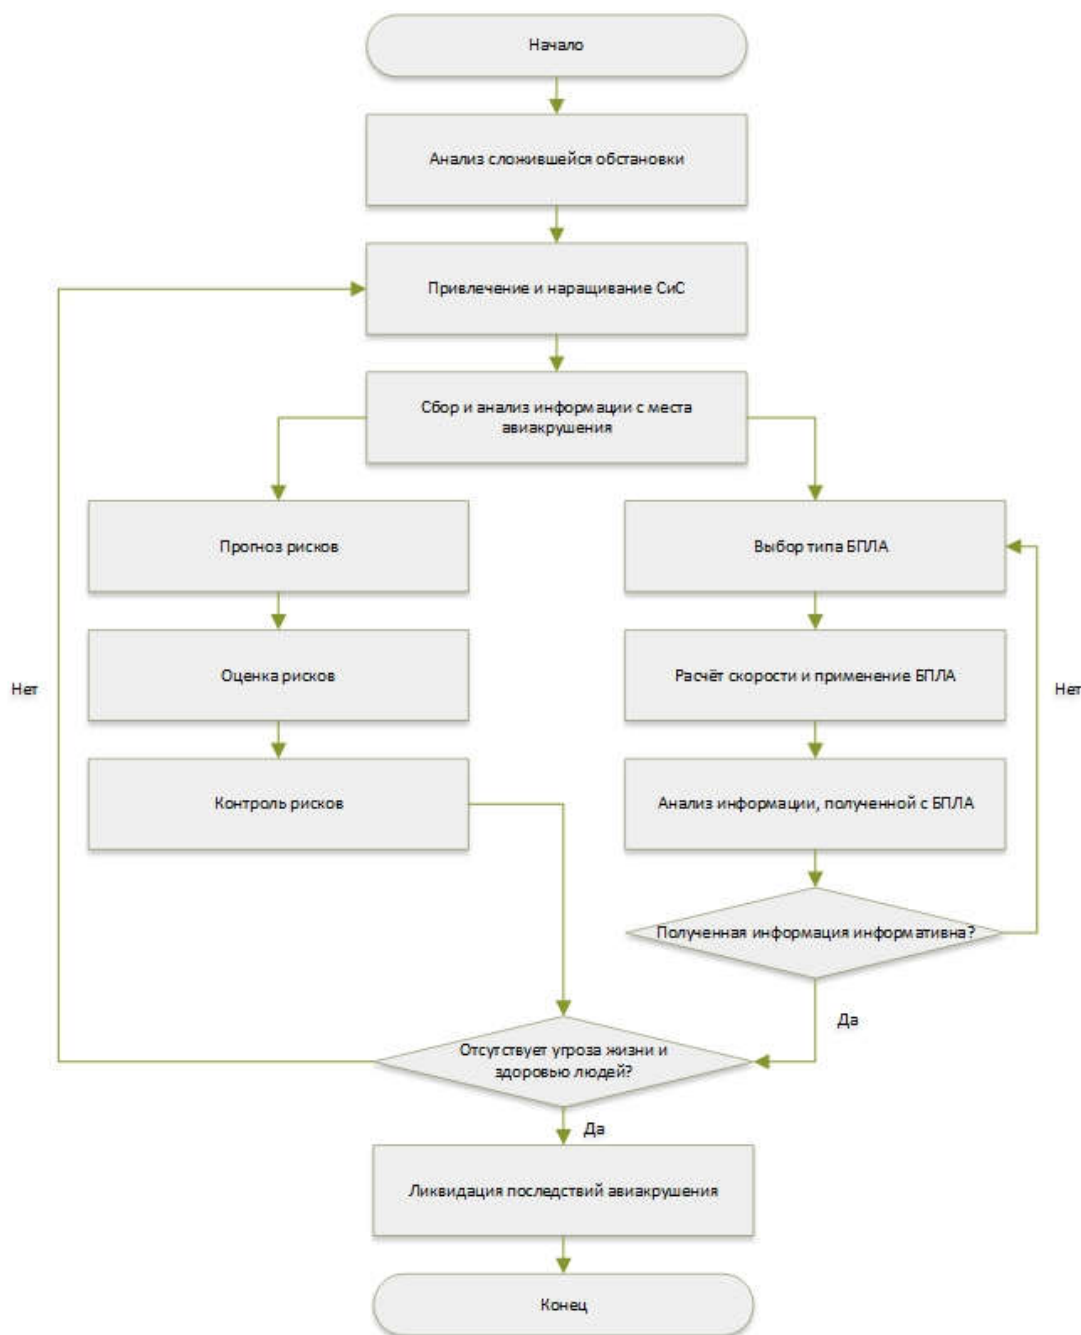 Начало
Анализ сложившейся обстановки
Привлечение и наращивание СиС
Сбор и анализ информации с места
авиакрушения
Прогноз рисков
Выбор типа БПЛА
Оценка рисков
Расчёт скорости и применение БПЛА
Нет
Нет
Контроль рисков
Анализ информации, полученной с БПЛА
Полученная информация информативна?
Да
Отсутствует угроза жизни и
здоровью людей?
Да
Ликвидация последствий авиакрушения
Конец